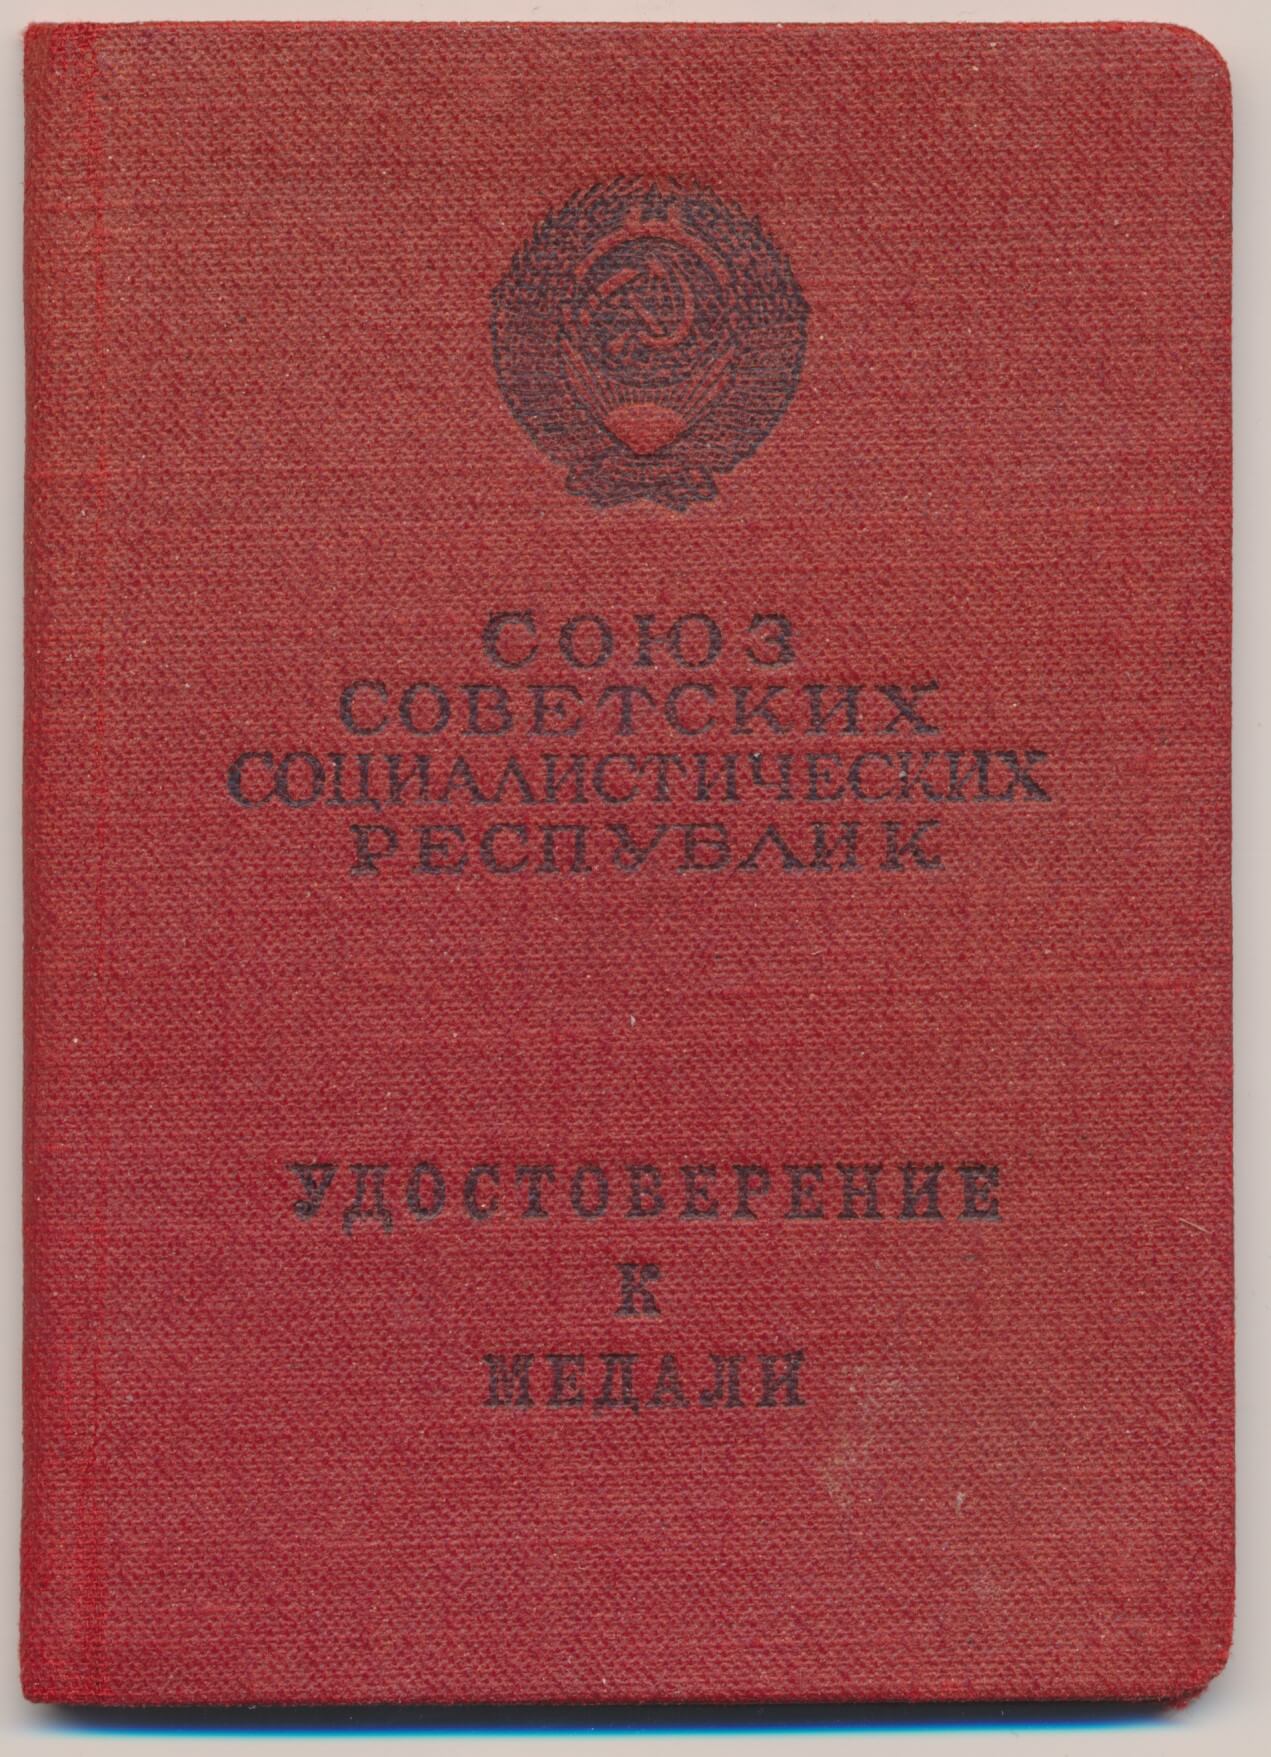 СОЮЗ
СОВЕТСКИХ
СОЦИАЛИСТИЧЕСКИХ
РЕСПУБЛИК
УДОСТОВЕРЕНИЕ
К
МЕДАЛИ